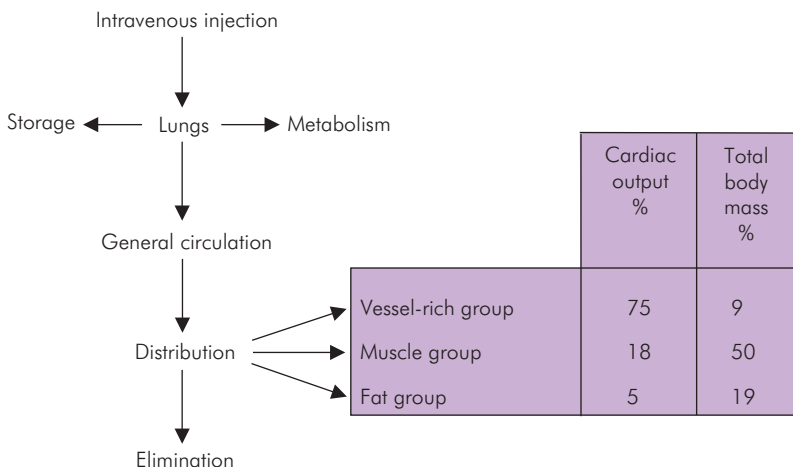 Intravenous injection
Storage
Lungs
Metabolism
General circulation
Distribution
Elimination
Cardiac
output
%
Total
body
mass
%
Vessel-rich group 75 9
Muscle group 18 50
Fat group 5 19